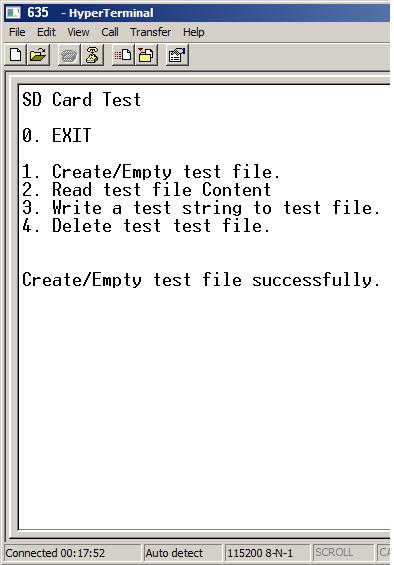 635 - HyperTerminal
File Edit View Call Transfer Help
SD Card Test
0. EXIT
1. Create/Empty test file.
2. Read test file Content
3. Write a test string to test file.
4. Delete test test file.
Create/Empty test file successfully.
Connected 00:17:52 Auto detect 115200 8-N-1 SCROLL CA